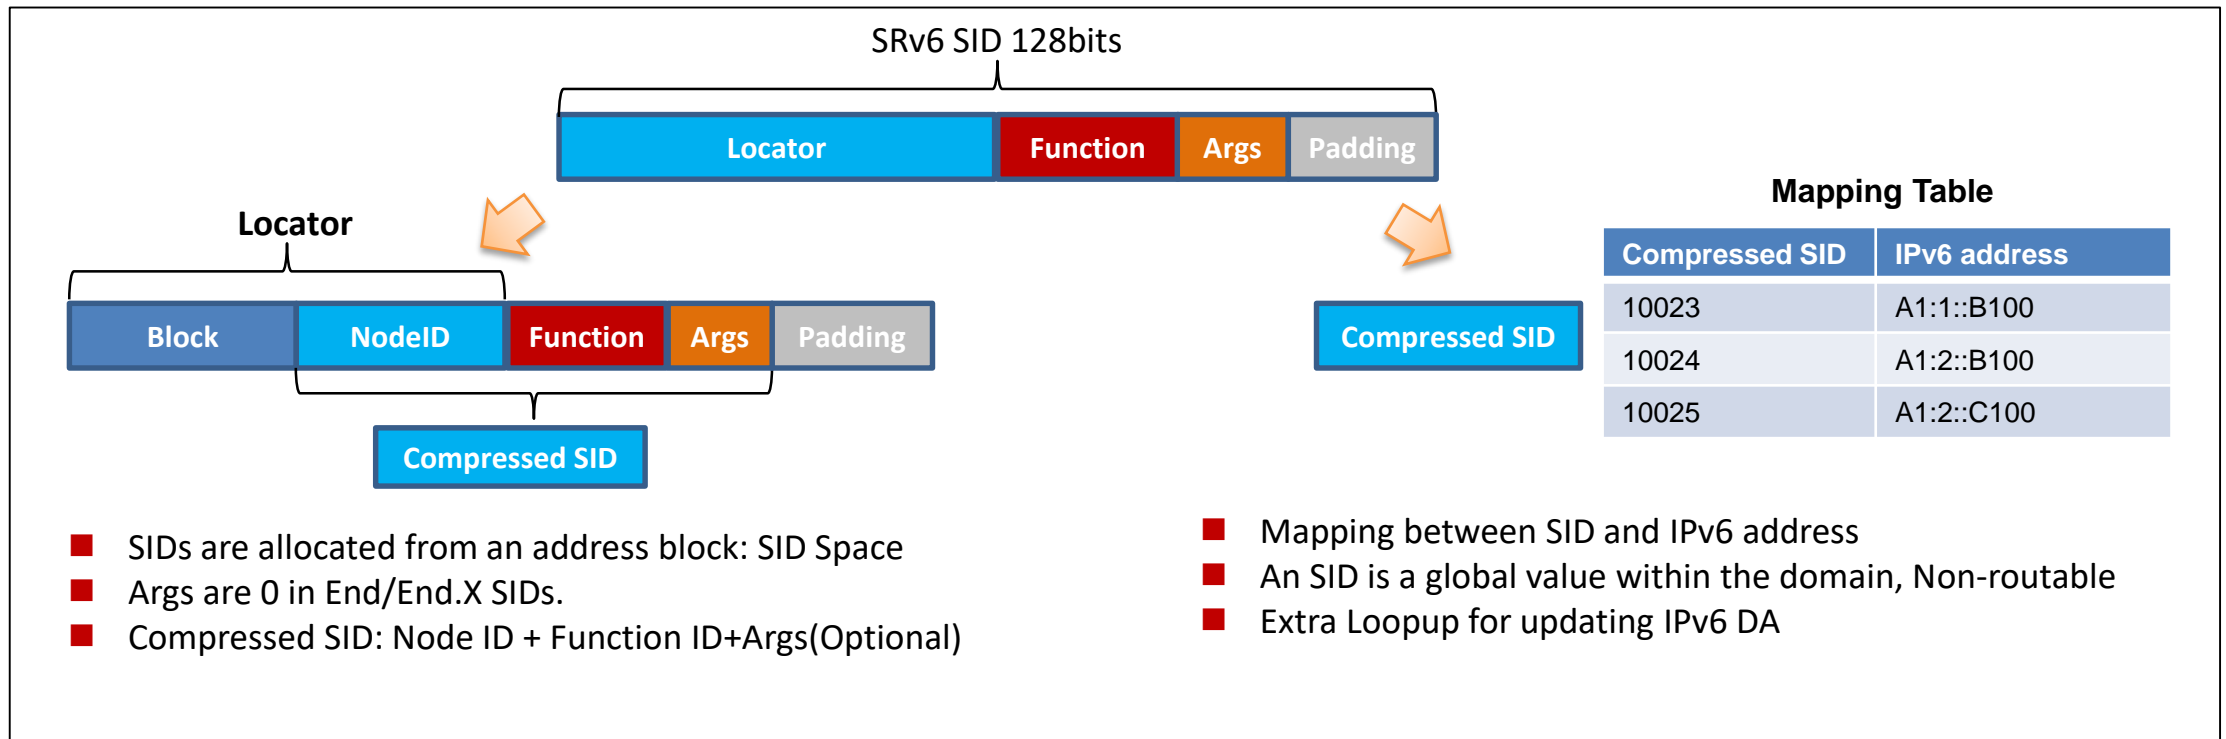 SRv6 SID 128bits
Locator Function Args Padding
Locator
Block NodeID Function Args Padding
Compressed SID
SIDs are allocated from an address block: SID Space
Args are 0 in End/End.X SIDs.
Compressed SID: Node ID + Function ID+Args(Optional)
Compressed SID
Mapping Table
Compressed SID IPv6 address
10023 A1:1::B100
10024 A1:2::B100
10025 A1:2::C100
Mapping between SID and IPv6 address
An SID is a global value within the domain, Non-routable
Extra Loopup for updating IPv6 DA